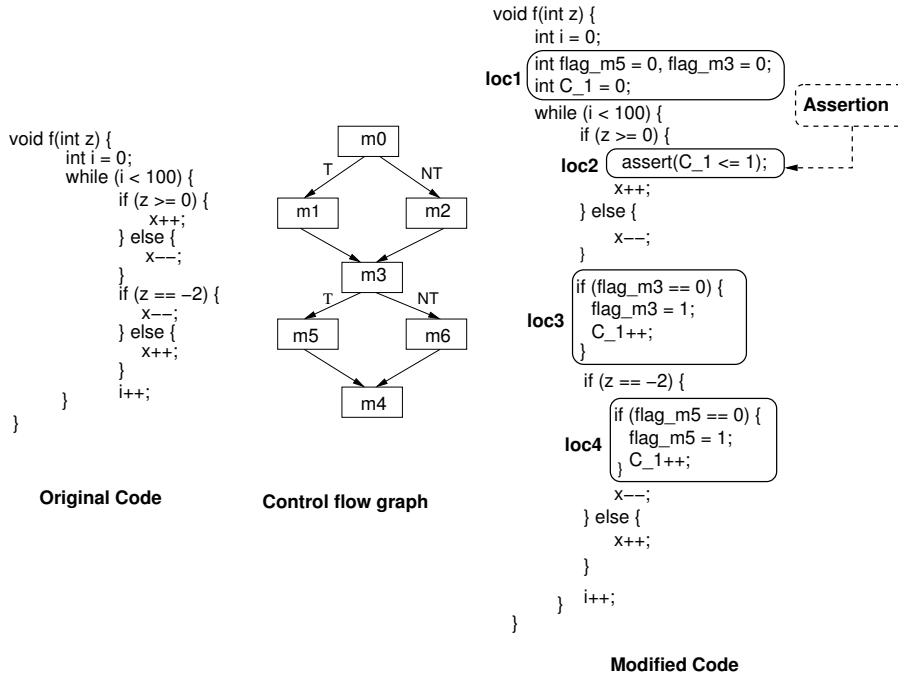 void f(int z) {
int i = 0;
while (i < 100) {
if (z >= 0) {
x++;
} else {
x−−;
}
if (z == −2) {
x−−;
} else {
x++;
}
i++;
}
}
Original Code
m0
T
NT
m1
m2
m3
T
NT
m5
m6
m4
Control flow graph
void f(int z) {
int i = 0;
loc1
int flag_m5 = 0, flag_m3 = 0;
int C_1 = 0;
Assertion
while (i < 100) {
if (z >= 0) {
loc2
assert(C_1 <= 1);
x++;
} else {
x−−;
}
loc3
if (flag_m3 == 0) {
flag_m3 = 1;
C_1++;
}
if (z == −2) {
loc4
if (flag_m5 == 0) {
flag_m5 = 1;
C_1++;
}
x−−;
} else {
x++;
}
i++;
}
}
Modified Code